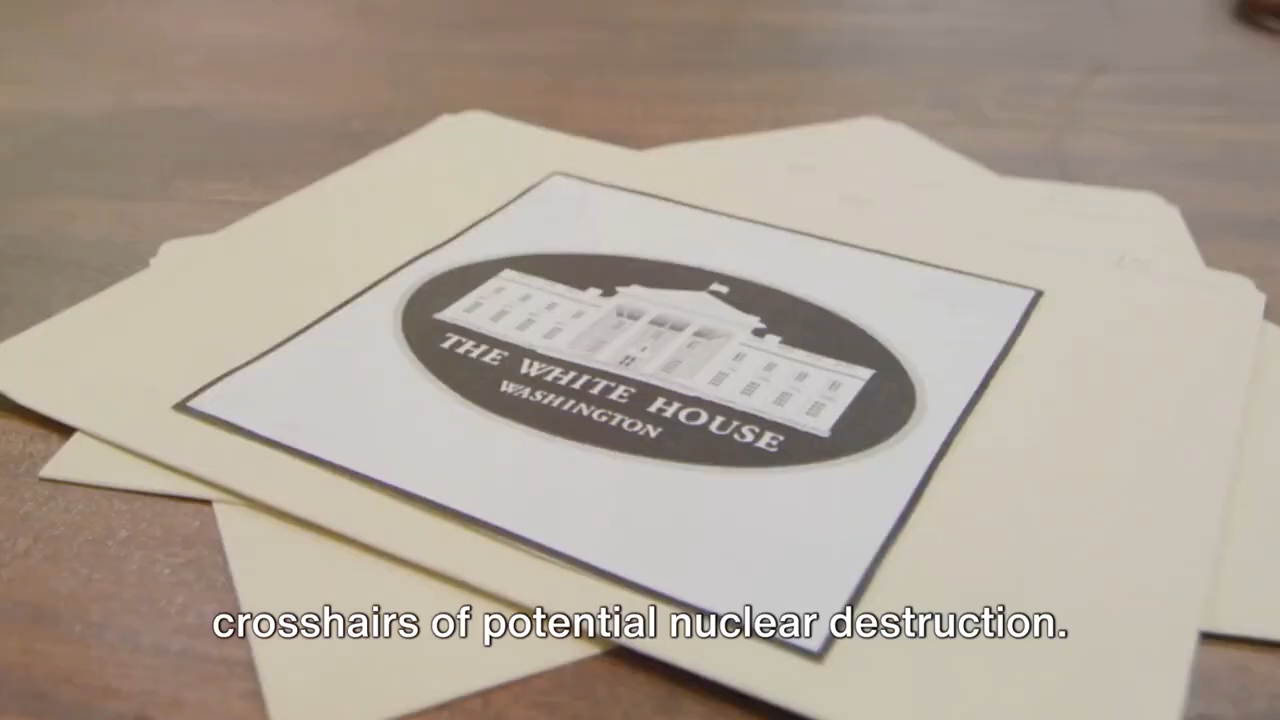 THE WHITE HOUSE
WASHINGTON
crosshairs of potential nuclear destruction.